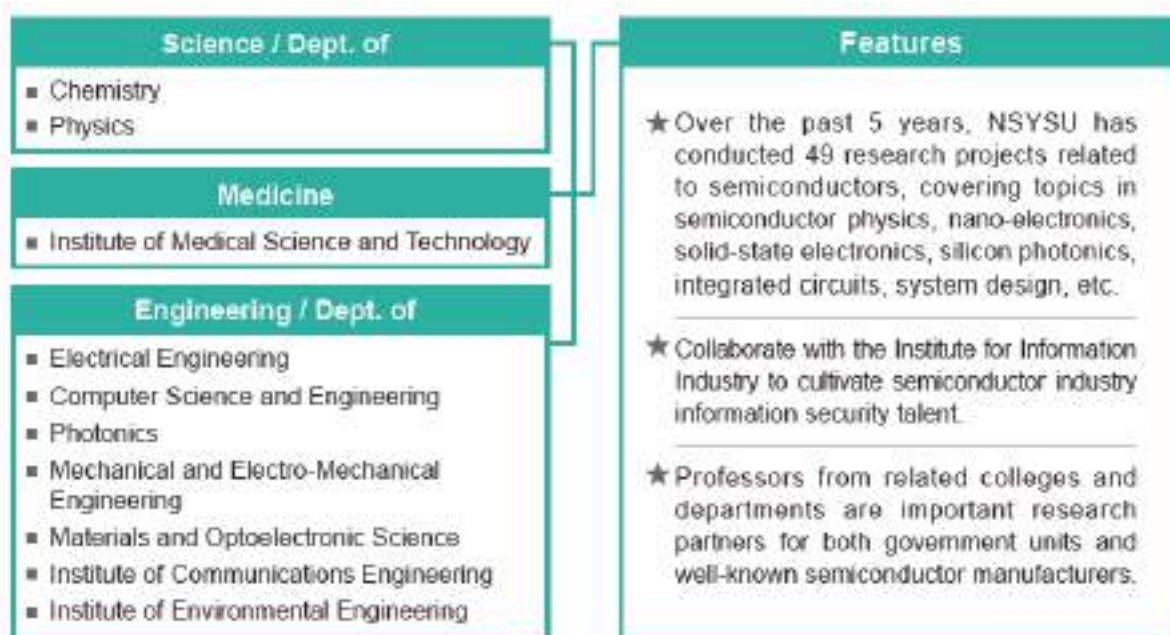 Science / Dept. of
Chemistry
Physics
Medicine
Institute of Medical Science and Technology
Engineering / Dept. of
Electrical Engineering
Computer Science and Engineering
Photonics
Mechanical and Electro-Mechanical
Engineering
Materials and Optoelectronic Science
Institute of Communications Engineering
Institute of Environmental Engineering
Features
Over the past 5 years, NSYSU has
conducted 49 research projects related
to semiconductors, covering topics in
semiconductor physics, nano-electronics,
solid-state electronics, silicon photonics,
integrated circuits, system design, etc.
Collaborate with the Institute for Information
Industry to cultivate semiconductor industry
information security talent.
Professors from related colleges and
departments are important research
partners for both government units and
well-known semiconductor manufacturers.